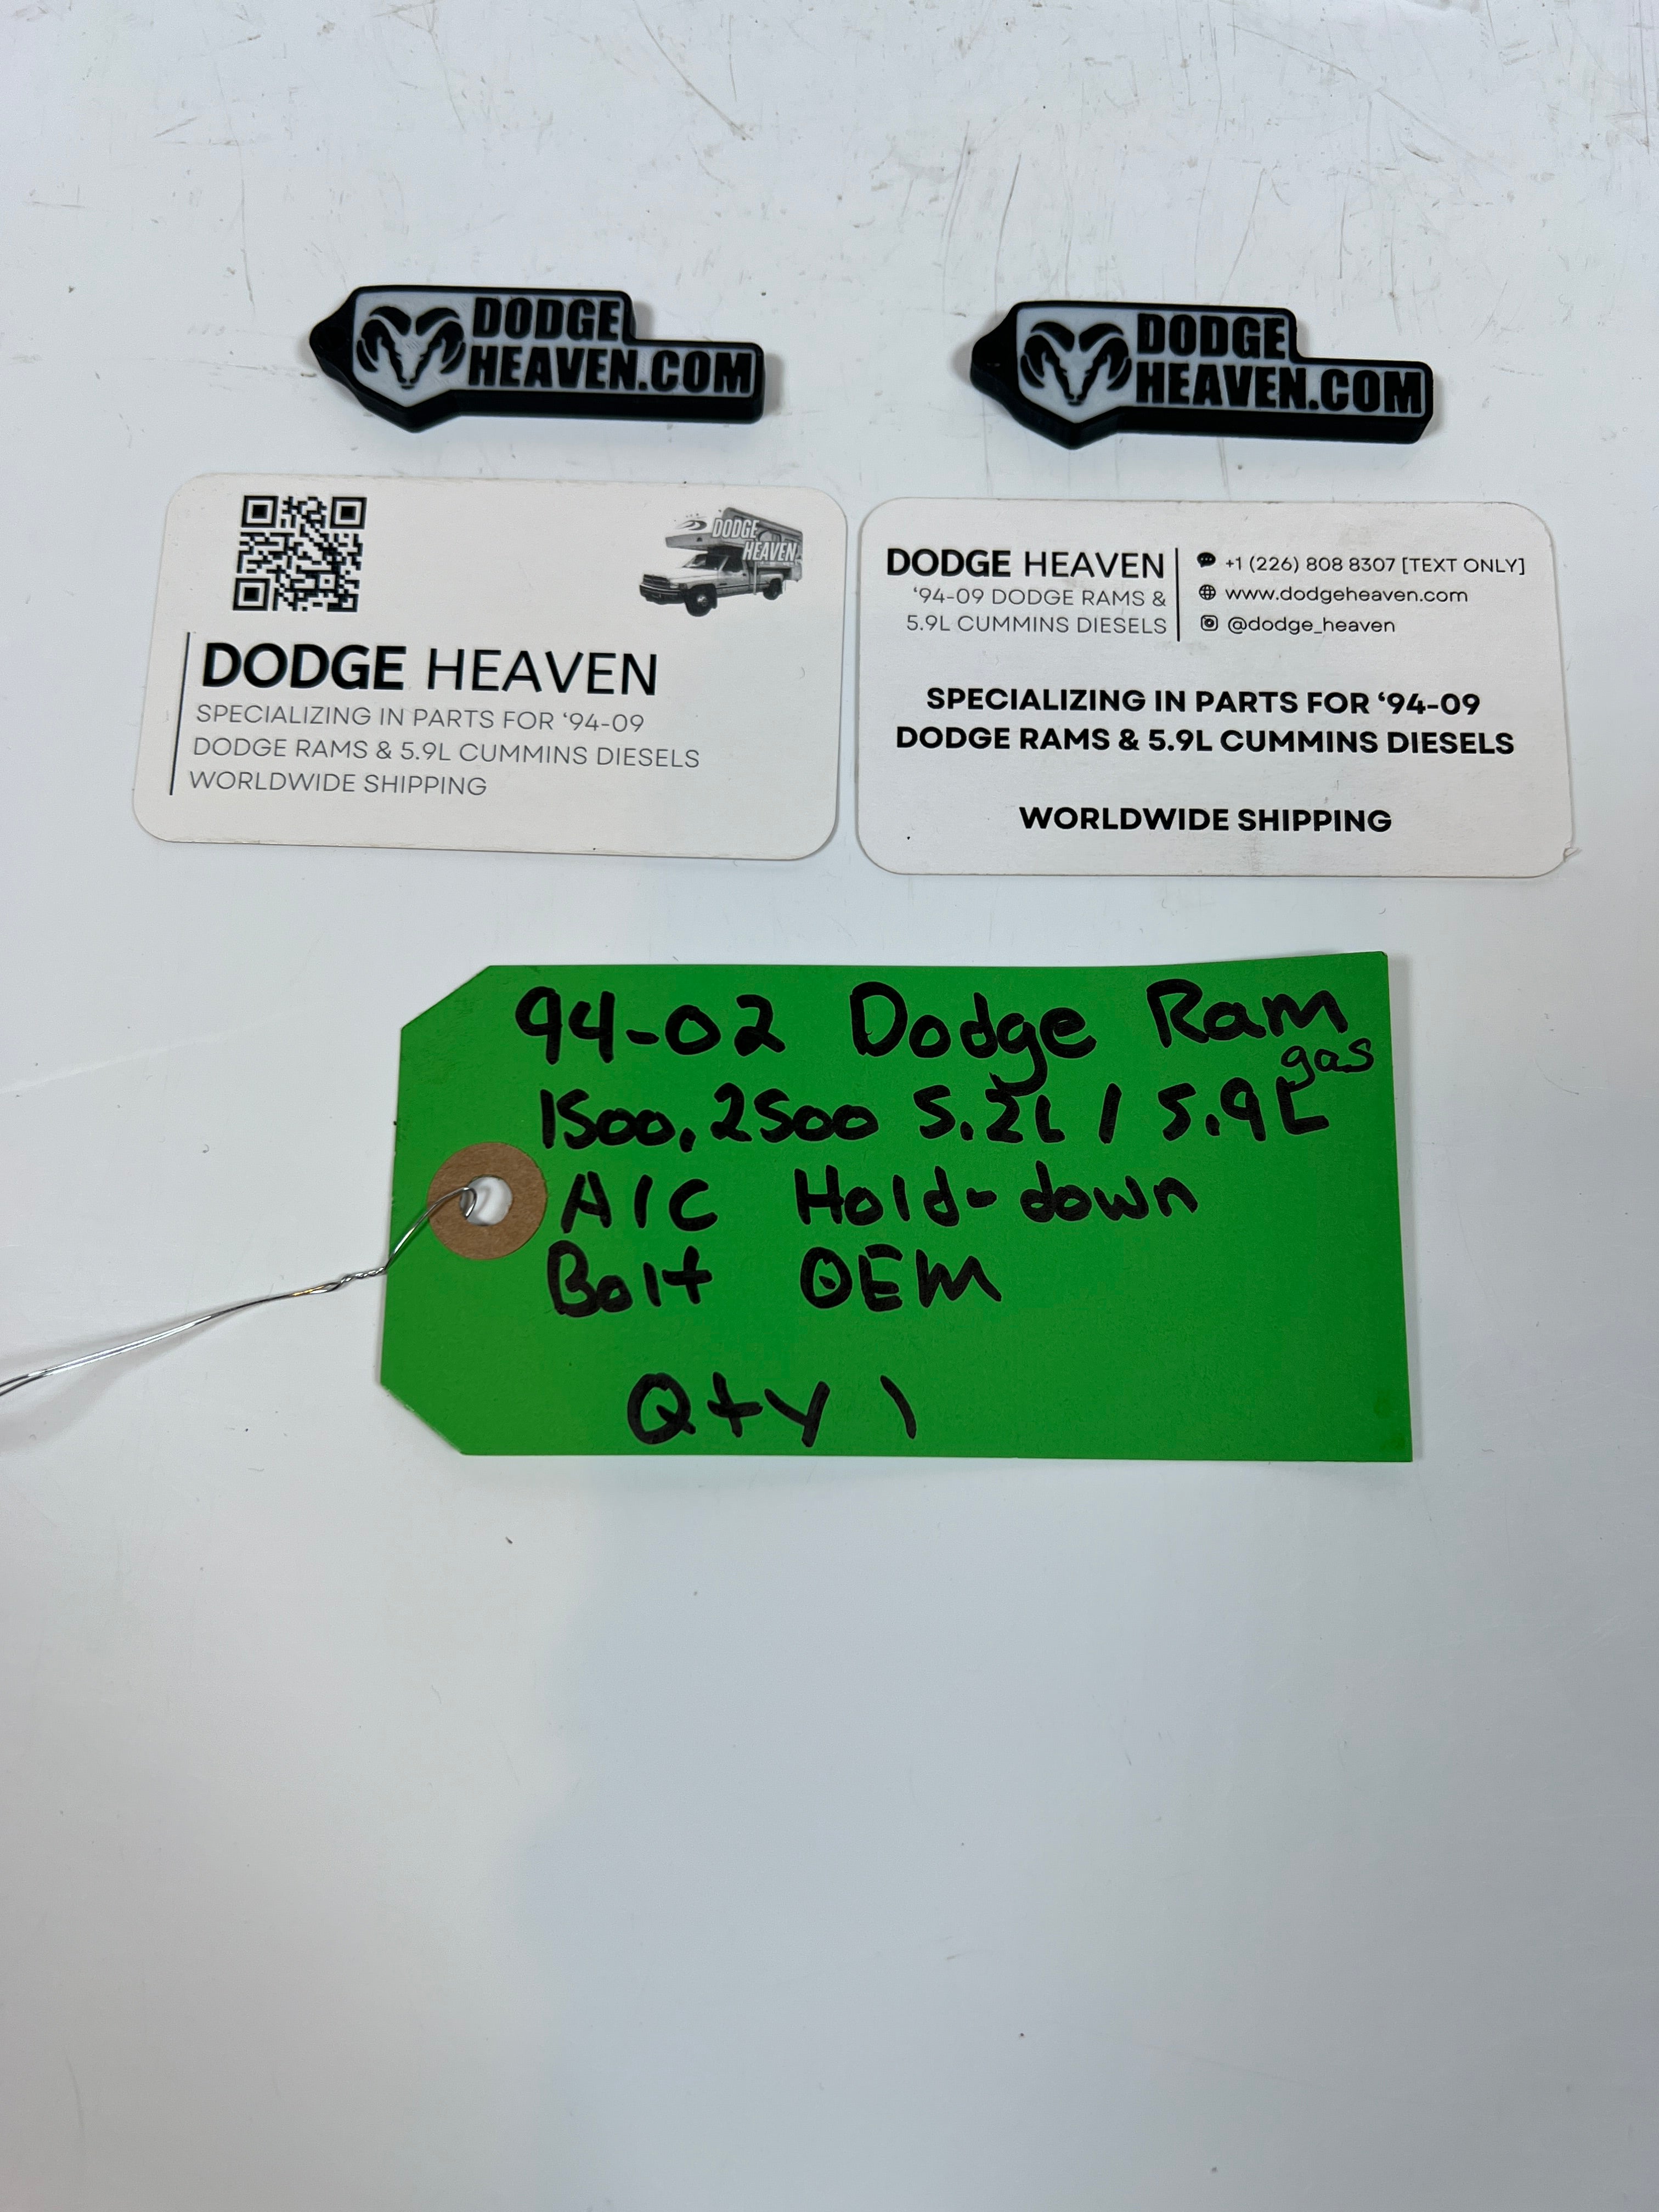 DODGE
HEAVEN.COM
DODGE
HEAVEN.COM
DODGE
HEAVEN
DODGE HEAVEN
SPECIALIZING IN PARTS FOR ‘94-09
DODGE RAMS & 5.9L CUMMINS DIESELS
WORLDWIDE SHIPPING
DODGE HEAVEN
‘94-09 DODGE RAMS &
5.9L CUMMINS DIESELS
+1 (226) 808 8307 [TEXT ONLY]
www.dodgeheaven.com
@dodge_heaven
SPECIALIZING IN PARTS FOR ‘94-09
DODGE RAMS & 5.9L CUMMINS DIESELS
WORLDWIDE SHIPPING
94-02 Dodge Ram
gas
1500, 2500 5.2L / 5.9L
A/C Hold-down
Bolt OEM
Qty 1